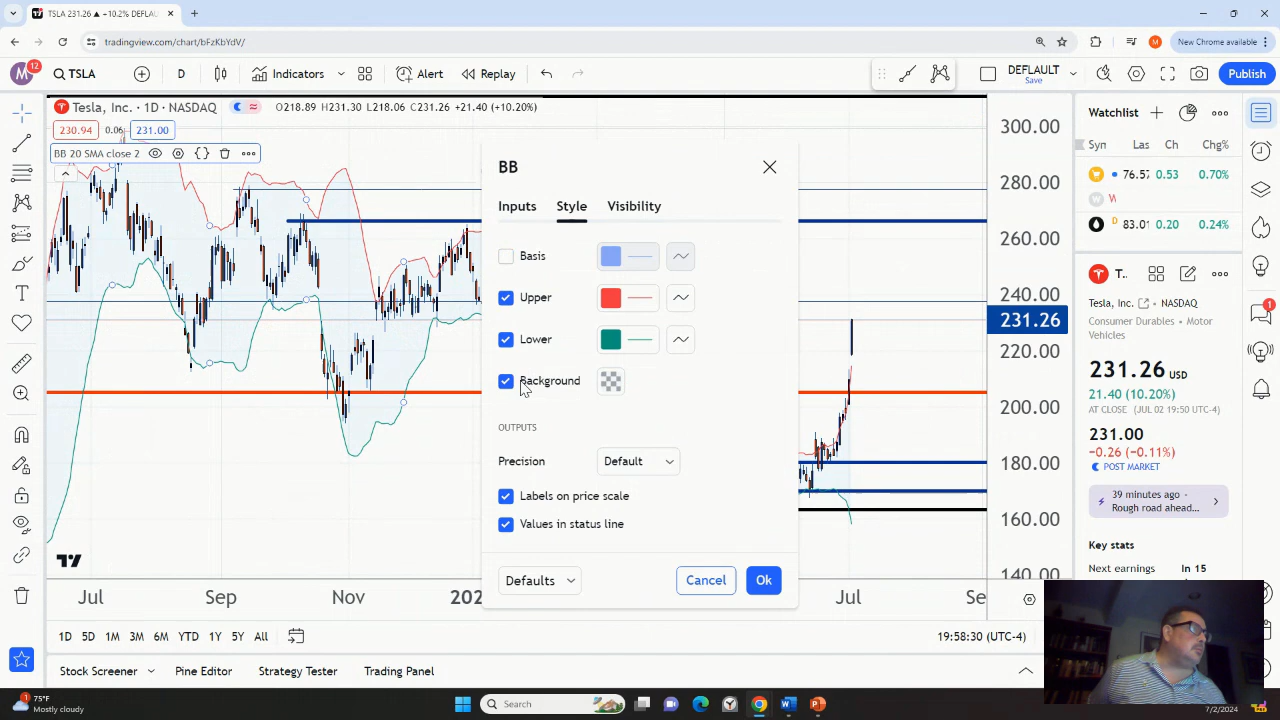 TSLA 231.26 ▲ +10.2% DEFLAU
tradingview.com/chart/bFzKbYdV/
New Chrome available
M
12
TSLA
D
Indicators
Alert
Replay
DEFLAULT
Save
Publish
Tesla, Inc. · 1D · NASDAQ
O218.89 H231.30 L218.06 C231.26 +21.40 (+10.20%)
230.94
0.06
231.00
BB 20 SMA close 2
BB
Inputs
Style
Visibility
Basis
Upper
Lower
Background
OUTPUTS
Precision
Default
Labels on price scale
Values in status line
Defaults
Cancel
Ok
300.00
280.00
260.00
240.00
231.26
220.00
200.00
180.00
160.00
140.00
Jul
Sep
Nov
202
Jul
Se
1D 5D 1M 3M 6M YTD 1Y 5Y All
19:58:30 (UTC-4)
Stock Screener
Pine Editor
Strategy Tester
Trading Panel
Watchlist
Syn
Las
Ch
Chg%
76.57 0.53 0.70%
W
D
83.01 0.20 0.24%
T..
Tesla, Inc. · NASDAQ
Consumer Durables • Motor
Vehicles
231.26 USD
21.40 (10.20%)
AT CLOSE (JUL 02 19:50 UTC-4)
231.00
−0.26 (−0.11%)
POST MARKET
39 minutes ago ·
Rough road ahead...
Key stats
Next earnings
In 15
1
1
75°F
Mostly cloudy
Search
7/2/2024